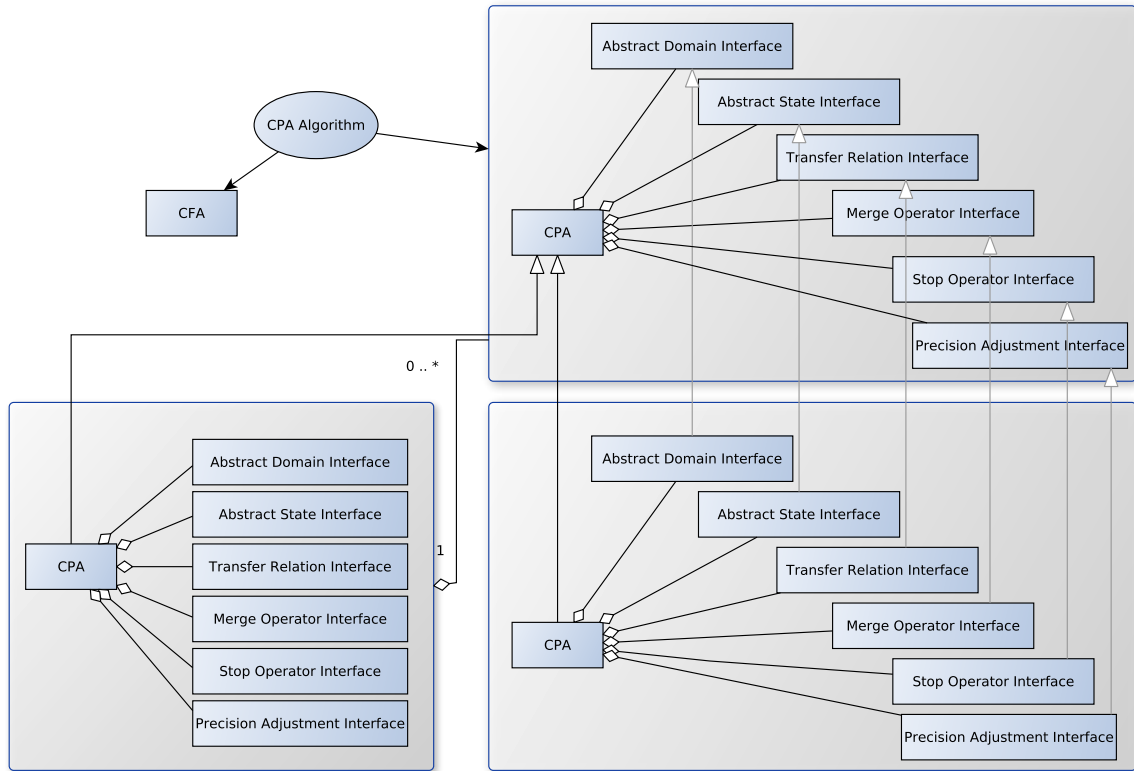 Abstract Domain Interface
Abstract State Interface
CPA Algorithm
Transfer Relation Interface
CFA
Merge Operator Interface
CPA
Stop Operator Interface
Precision Adjustment Interface
0 .. *
Abstract Domain Interface
Abstract State Interface
1
Transfer Relation Interface
CPA
Merge Operator Interface
Stop Operator Interface
Precision Adjustment Interface
Abstract Domain Interface
Abstract State Interface
Transfer Relation Interface
Merge Operator Interface
CPA
Stop Operator Interface
Precision Adjustment Interface